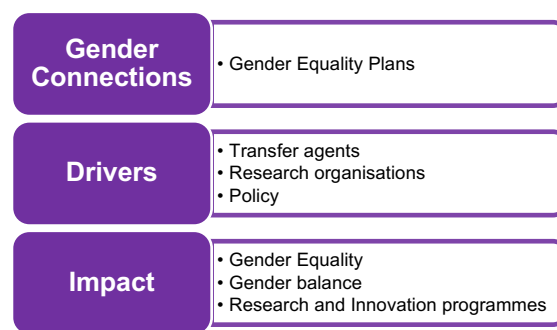 Gender
Connections
• Gender Equality Plans
Drivers
• Transfer agents
• Research organisations
• Policy
Impact
• Gender Equality
• Gender balance
• Research and Innovation programmes